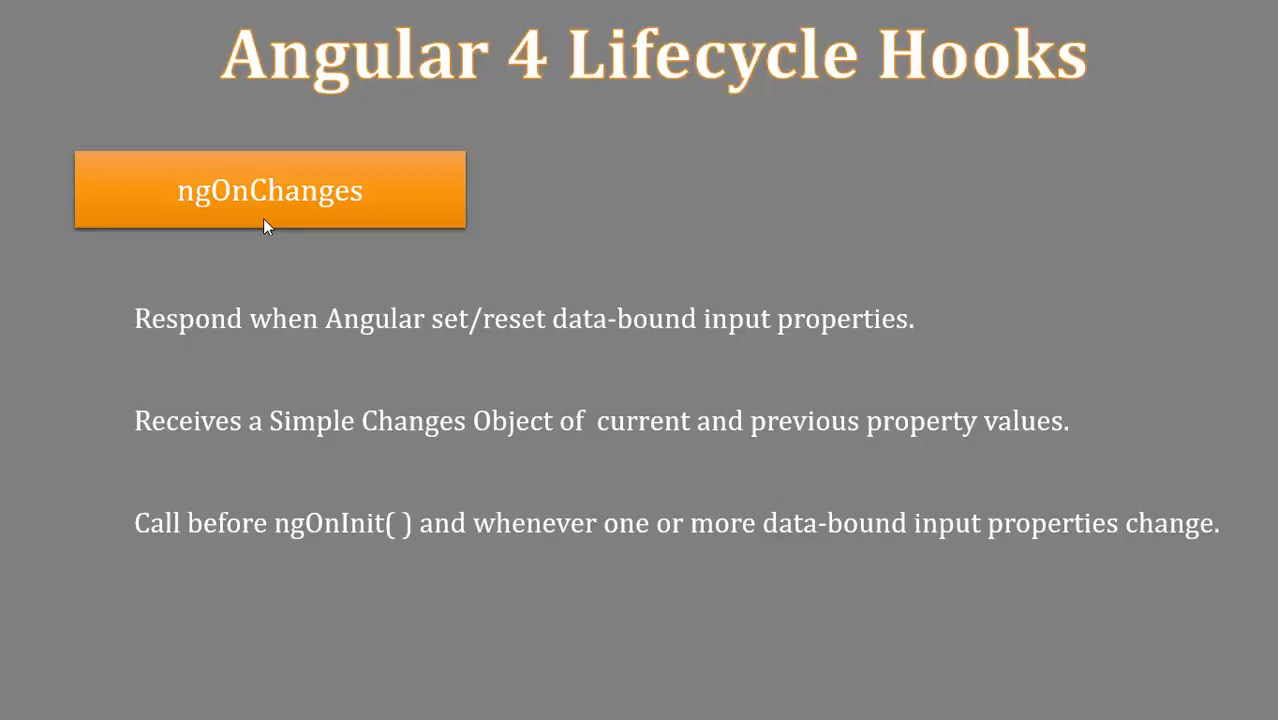 Angular 4 Lifecycle Hooks
ngOnChanges
Respond when Angular set/reset data-bound input properties.
Receives a Simple Changes Object of  current and previous property values.
Call before ngOnInit( ) and whenever one or more data-bound input properties change.